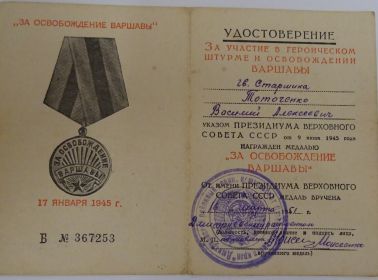 "ЗА ОСВОБОЖДЕНИЕ ВАРШАВЫ"
ЗА ОСВОБОЖДЕНИЕ
ВАРШАВЫ
17 ЯНВАРЯ 1945 г.
Б № 367253
УДОСТОВЕРЕНИЕ
ЗА УЧАСТИЕ В ГЕРОИЧЕСКОМ
ШТУРМЕ И ОСВОБОЖДЕНИИ
ВАРШАВЫ
гв. Старшина
Тоточенко
Василий Алексеевич
УКАЗОМ ПРЕЗИДИУМА ВЕРХОВНОГО
СОВЕТА СССР от 9 июня 1945 года
НАГРАЖДЕН МЕДАЛЬЮ
"ЗА ОСВОБОЖДЕНИЕ
ВАРШАВЫ"
От имени ПРЕЗИДИУМА ВЕРХОВНОГО
СОВЕТА СССР МЕДАЛЬ ВРУЧЕНА
марта
М. П.